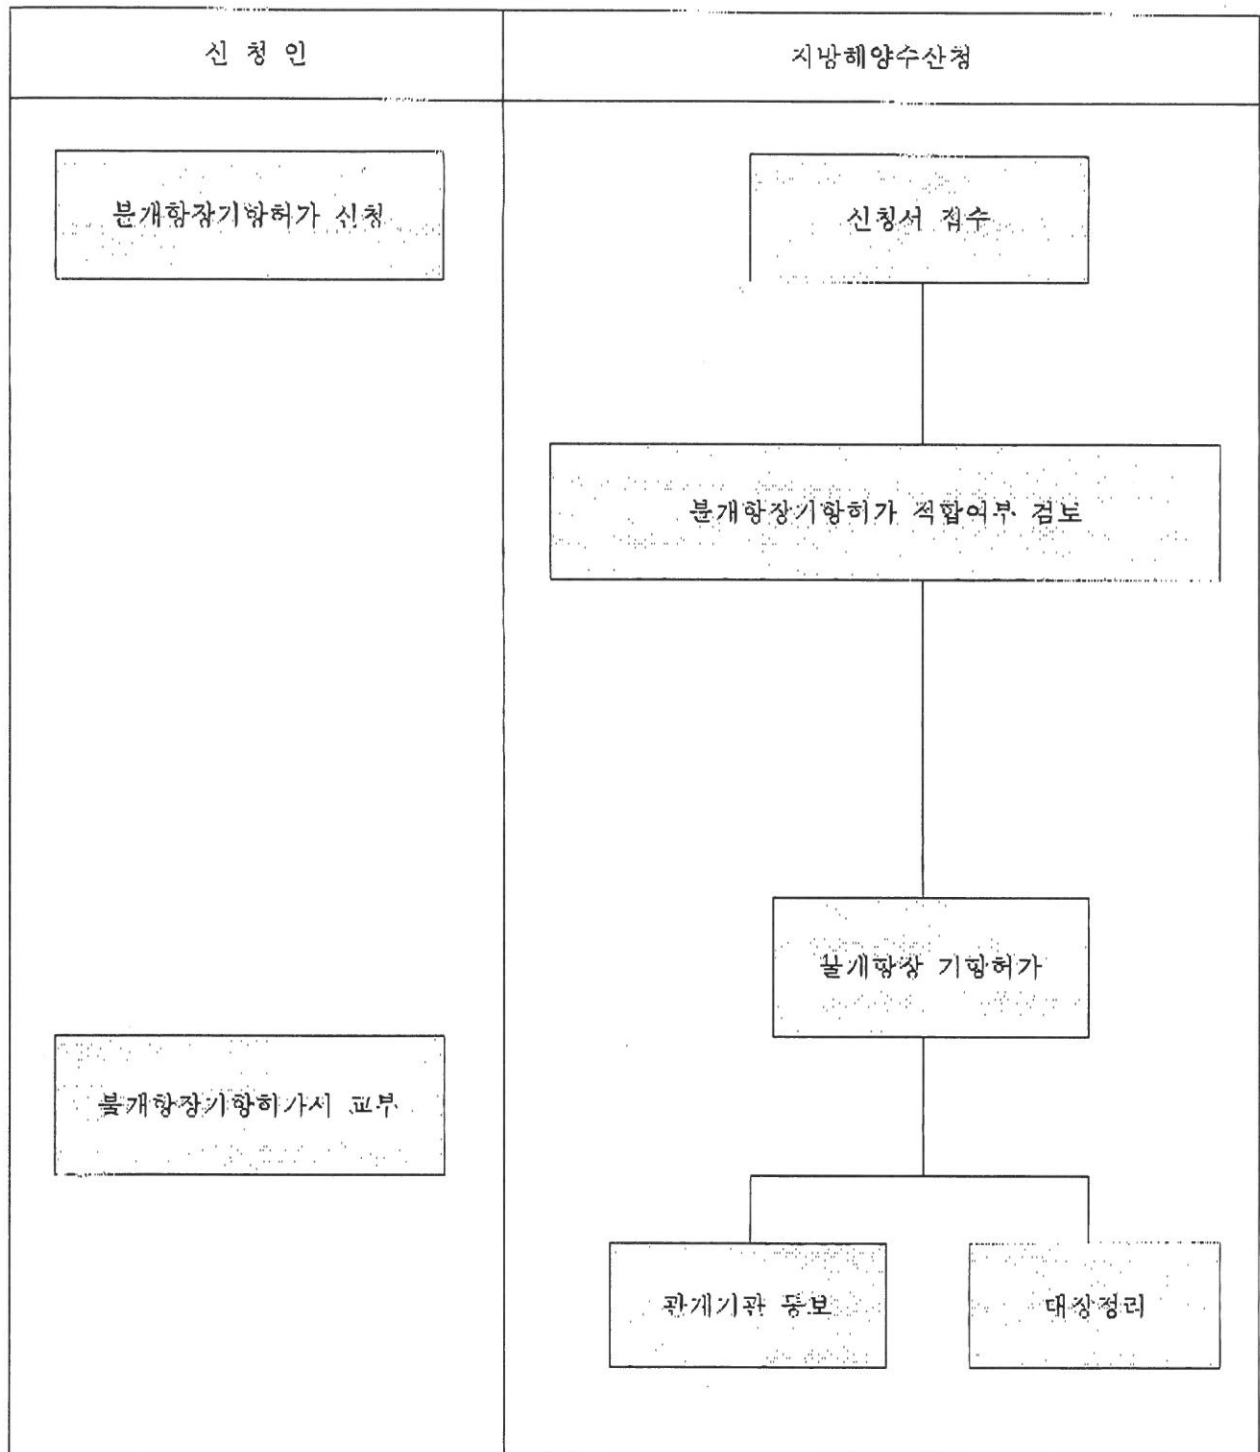 신 청 인
지방해양수산청
불개항장기항허가 신청
신청서 접수
불개항장기항허가 적합여부 검토
불개항장 기항허가
불개항장기항허가서 교부
관계기관 통보
대장정리